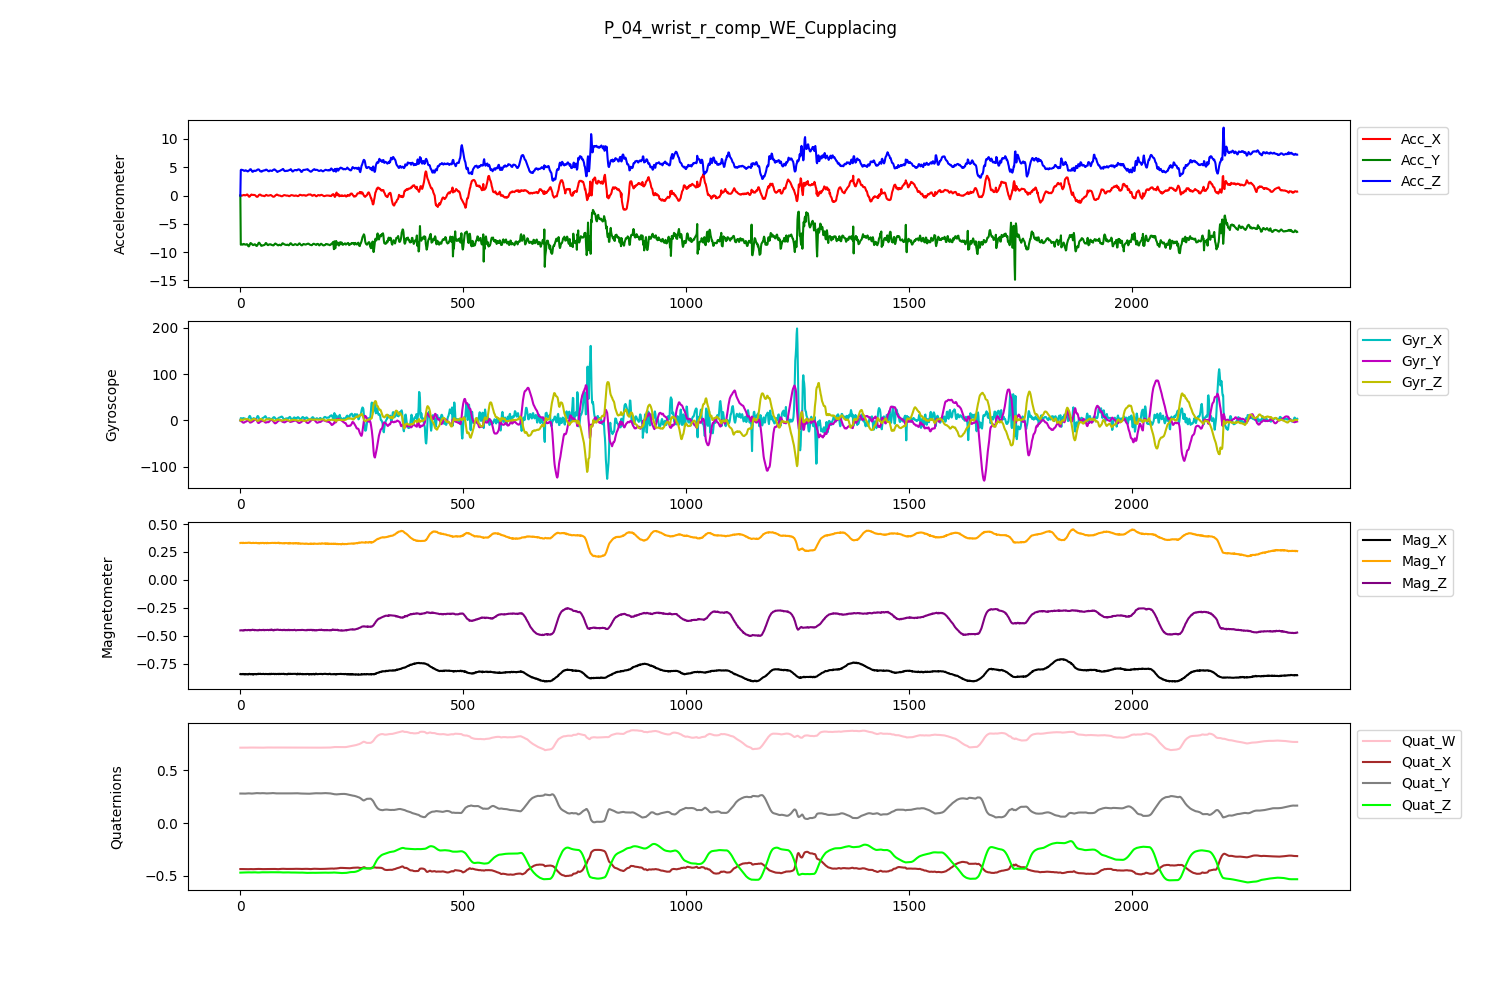 P_04_wrist_r_comp_WE_Cupplacing
Accelerometer
10
5
0
−5
−10
−15
0 500 1000 1500 2000
Acc_X
Acc_Y
Acc_Z
Gyroscope
200
100
0
−100
0 500 1000 1500 2000
Gyr_X
Gyr_Y
Gyr_Z
Magnetometer
0.50
0.25
0.00
−0.25
−0.50
−0.75
0 500 1000 1500 2000
Mag_X
Mag_Y
Mag_Z
Quaternions
0.5
0.0
−0.5
0 500 1000 1500 2000
Quat_W
Quat_X
Quat_Y
Quat_Z